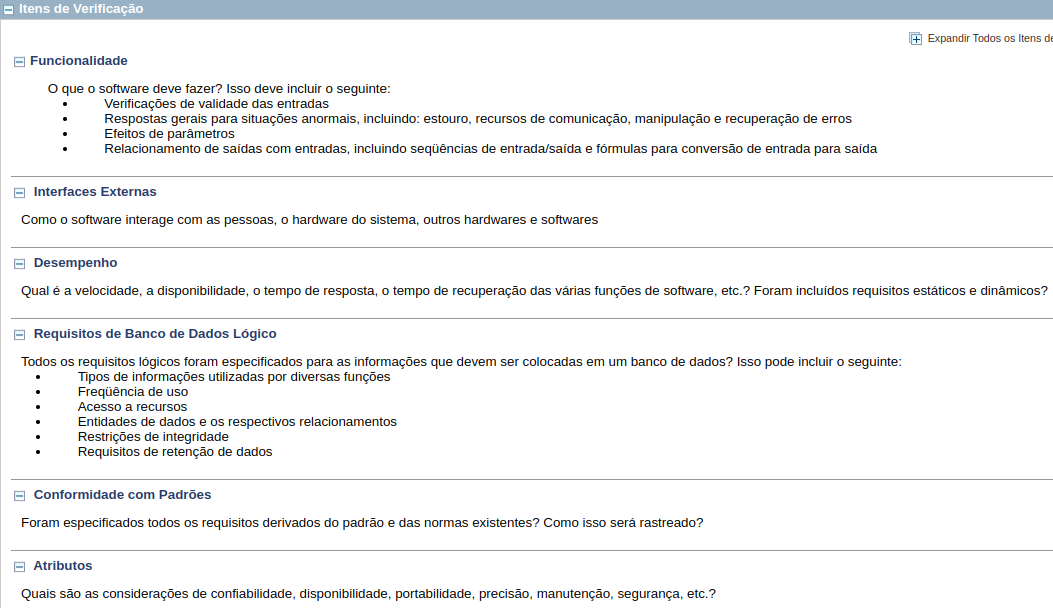 Itens de Verificação
Expandir Todos os Itens de
Funcionalidade
O que o software deve fazer? Isso deve incluir o seguinte:
• Verificações de validade das entradas
• Respostas gerais para situações anormais, incluindo: estouro, recursos de comunicação, manipulação e recuperação de erros
• Efeitos de parâmetros
• Relacionamento de saídas com entradas, incluindo seqüências de entrada/saída e fórmulas para conversão de entrada para saída
Interfaces Externas
Como o software interage com as pessoas, o hardware do sistema, outros hardwares e softwares
Desempenho
Qual é a velocidade, a disponibilidade, o tempo de resposta, o tempo de recuperação das várias funções de software, etc.? Foram incluídos requisitos estáticos e dinâmicos?
Requisitos de Banco de Dados Lógico
Todos os requisitos lógicos foram especificados para as informações que devem ser colocadas em um banco de dados? Isso pode incluir o seguinte:
• Tipos de informações utilizadas por diversas funções
• Freqüência de uso
• Acesso a recursos
• Entidades de dados e os respectivos relacionamentos
• Restrições de integridade
• Requisitos de retenção de dados
Conformidade com Padrões
Foram especificados todos os requisitos derivados do padrão e das normas existentes? Como isso será rastreado?
Atributos
Quais são as considerações de confiabilidade, disponibilidade, portabilidade, precisão, manutenção, segurança, etc.?